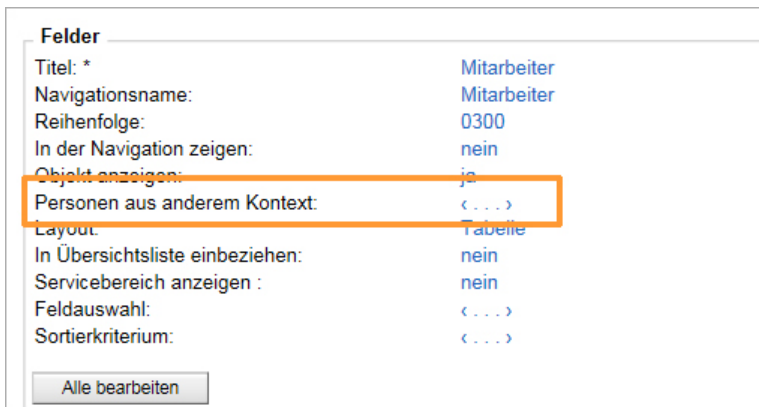 Felder
Titel: * Mitarbeiter
Navigationsname: Mitarbeiter
Reihenfolge: 0300
In der Navigation zeigen: nein
Objekt anzeigen: ja
Personen aus anderem Kontext: ‹ . . . ›
Layout: Tabelle
In Übersichtsliste einbeziehen: nein
Servicebereich anzeigen : nein
Feldauswahl: ‹ . . . ›
Sortierkriterium: ‹ . . . ›
Alle bearbeiten